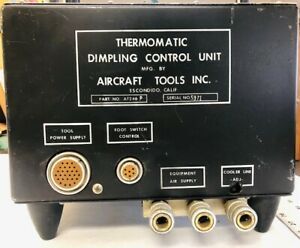 THERMOMATIC
DIMPLING CONTROL UNIT
MFG. BY
AIRCRAFT TOOLS INC.
ESCONDIDO, CALIF.
PART NO. AT246 SERIAL NO.
TOOL
POWER SUPPLY
FOOT SWITCH
CONTROL
EQUIPMENT
AIR SUPPLY
COOLER LINE
-ADJ-